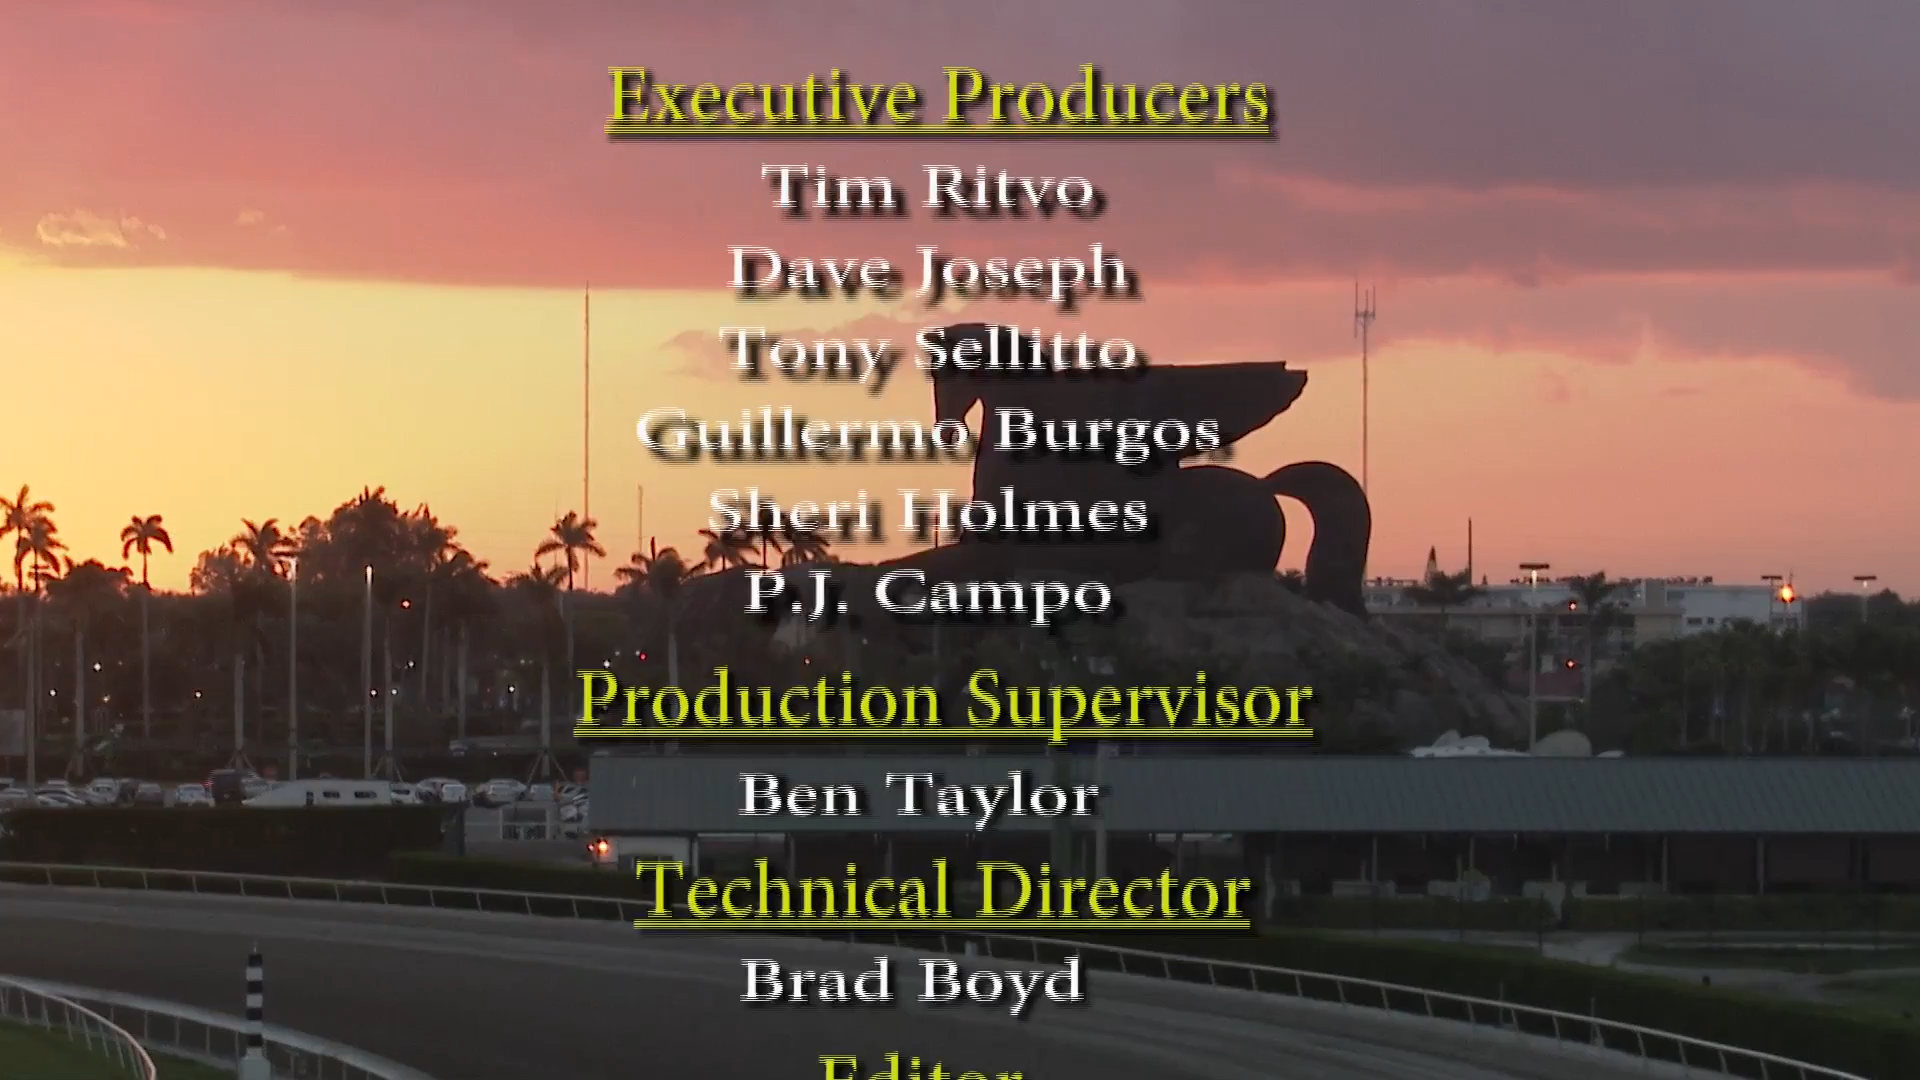 Executive Producers
Tim Ritvo
Dave Joseph
Tony Sellitto
Guillermo Burgos
Sheri Holmes
P.J. Campo
Production Supervisor
Ben Taylor
Technical Director
Brad Boyd
Editor